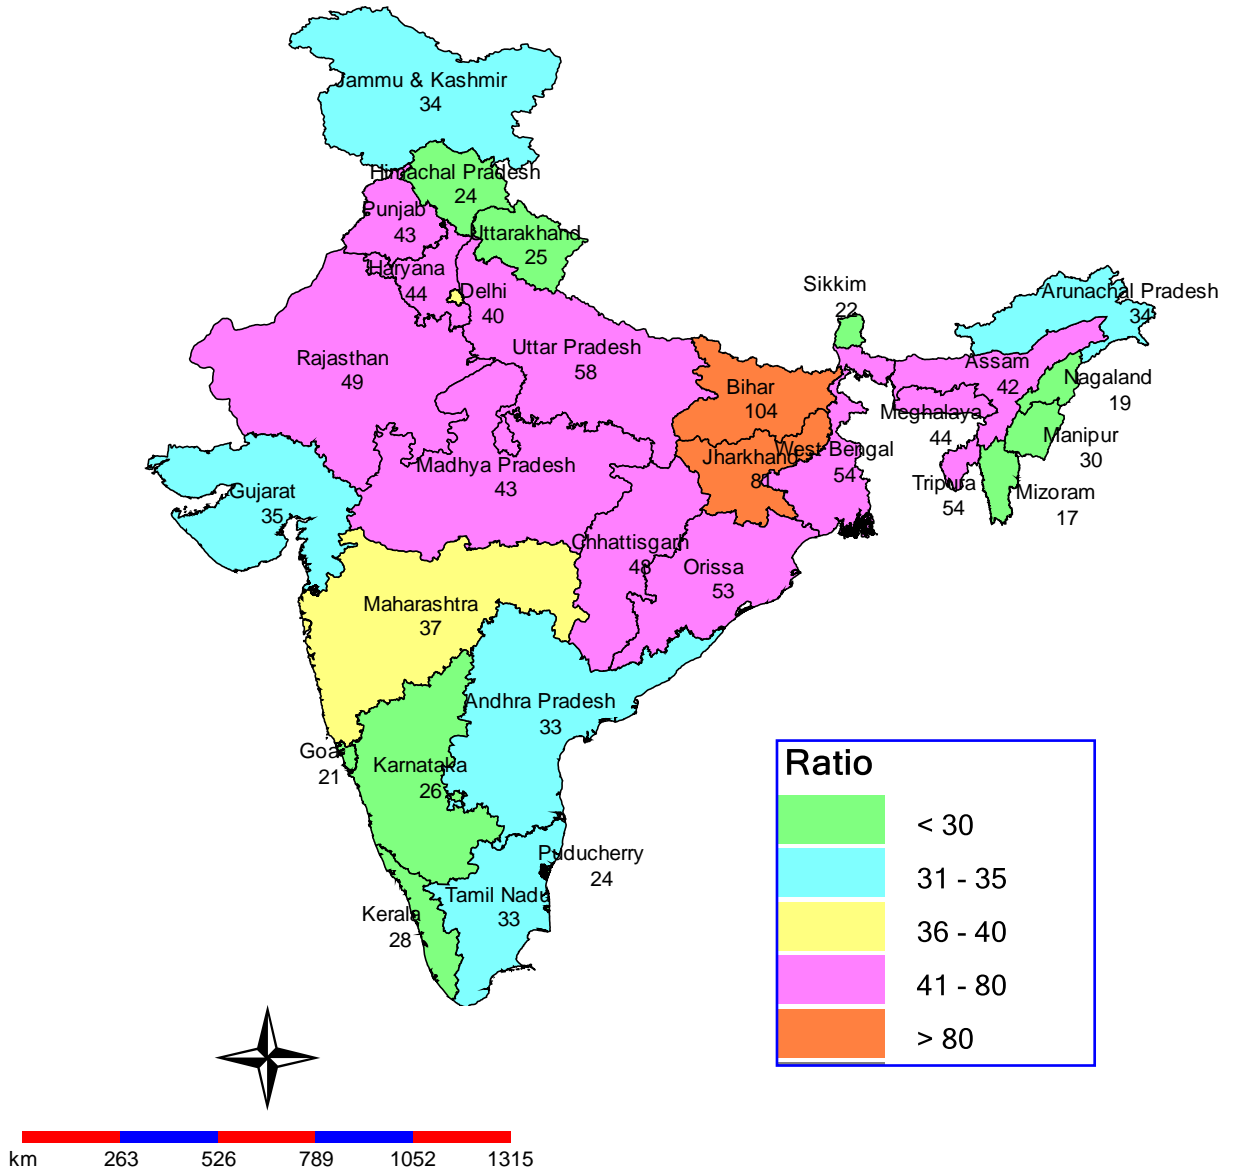 Jammu & Kashmir
34
Himachal Pradesh
24
Punjab
43
Uttarakhand
25
Haryana
44
Delhi
40
Sikkim
22
Arunachal Pradesh
34
Rajasthan
49
Uttar Pradesh
58
Bihar
104
Assam
42
Nagaland
19
Meghalaya
44
Manipur
30
Jharkhand
81
West Bengal
54
Tripura
54
Mizoram
17
Madhya Pradesh
43
Gujarat
35
Chhattisgarh
48
Orissa
53
Maharashtra
37
Andhra Pradesh
33
Goa
21
Karnataka
26
Puducherry
24
Tamil Nadu
33
Kerala
28
Ratio
< 30
31 - 35
36 - 40
41 - 80
> 80
km 263 526 789 1052 1315